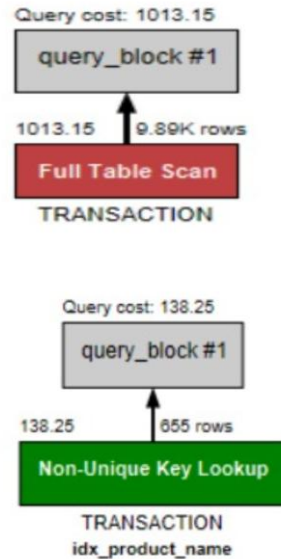 Query cost: 1013.15
query_block #1
1013.15 9.89K rows
Full Table Scan
TRANSACTION
Query cost: 138.25
query_block #1
138.25 655 rows
Non-Unique Key Lookup
TRANSACTION
idx_product_name